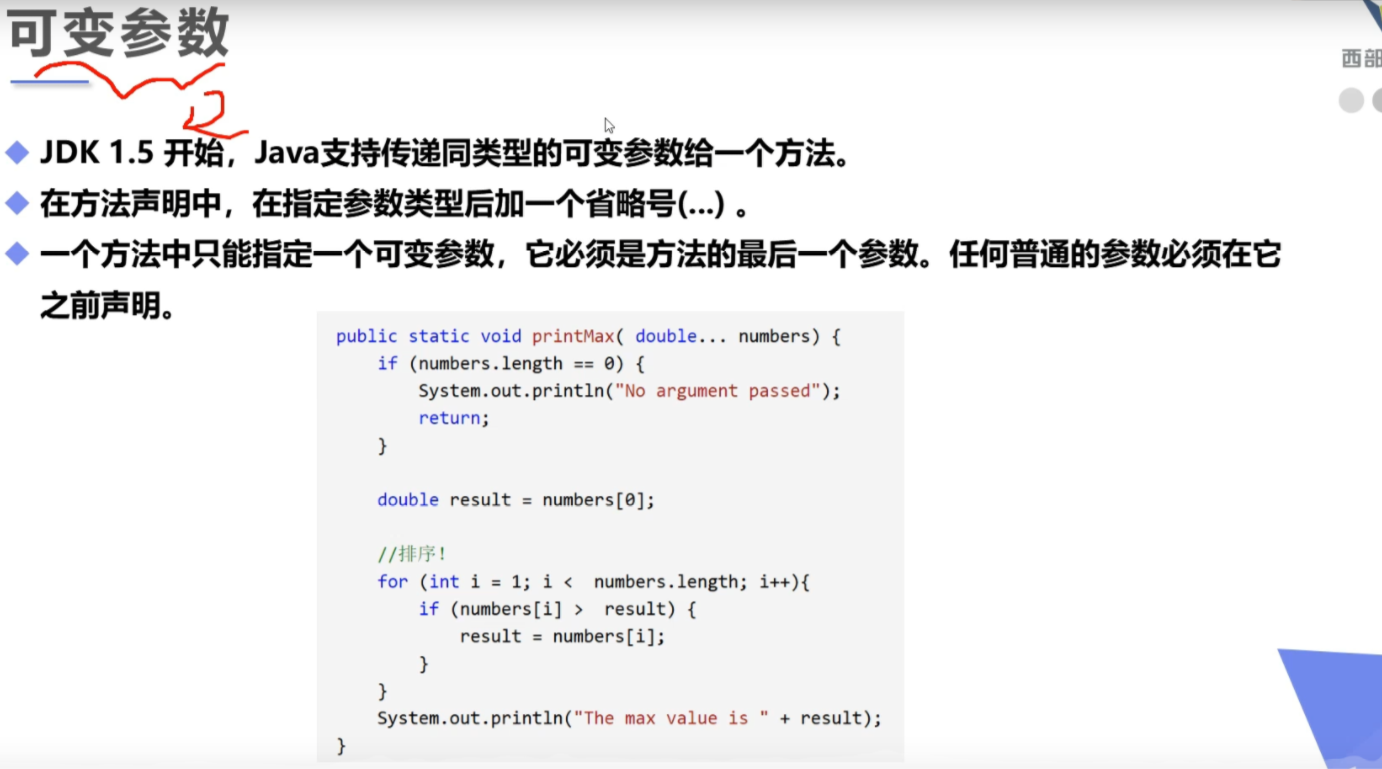 可变参数
西部
JDK 1.5 开始，Java支持传递同类型的可变参数给一个方法。
在方法声明中，在指定参数类型后加一个省略号(...) 。
一个方法中只能指定一个可变参数，它必须是方法的最后一个参数。任何普通的参数必须在它
之前声明。
public static void printMax( double... numbers) {
    if (numbers.length == 0) {
        System.out.println("No argument passed");
        return;
    }
    double result = numbers[0];
    //排序！
    for (int i = 1; i <  numbers.length; i++){
        if (numbers[i] >  result) {
            result = numbers[i];
        }
    }
    System.out.println("The max value is " + result);
}